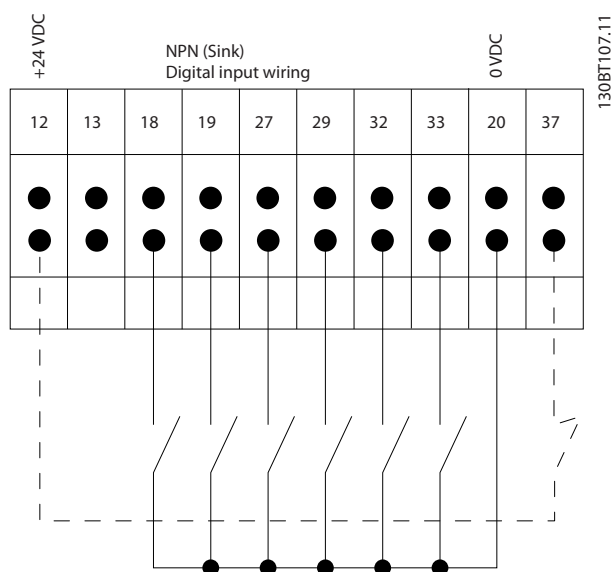 +24 VDC
NPN (Sink)
Digital input wiring
0 VDC
130BT107.11
12 13 18 19 27 29 32 33 20 37